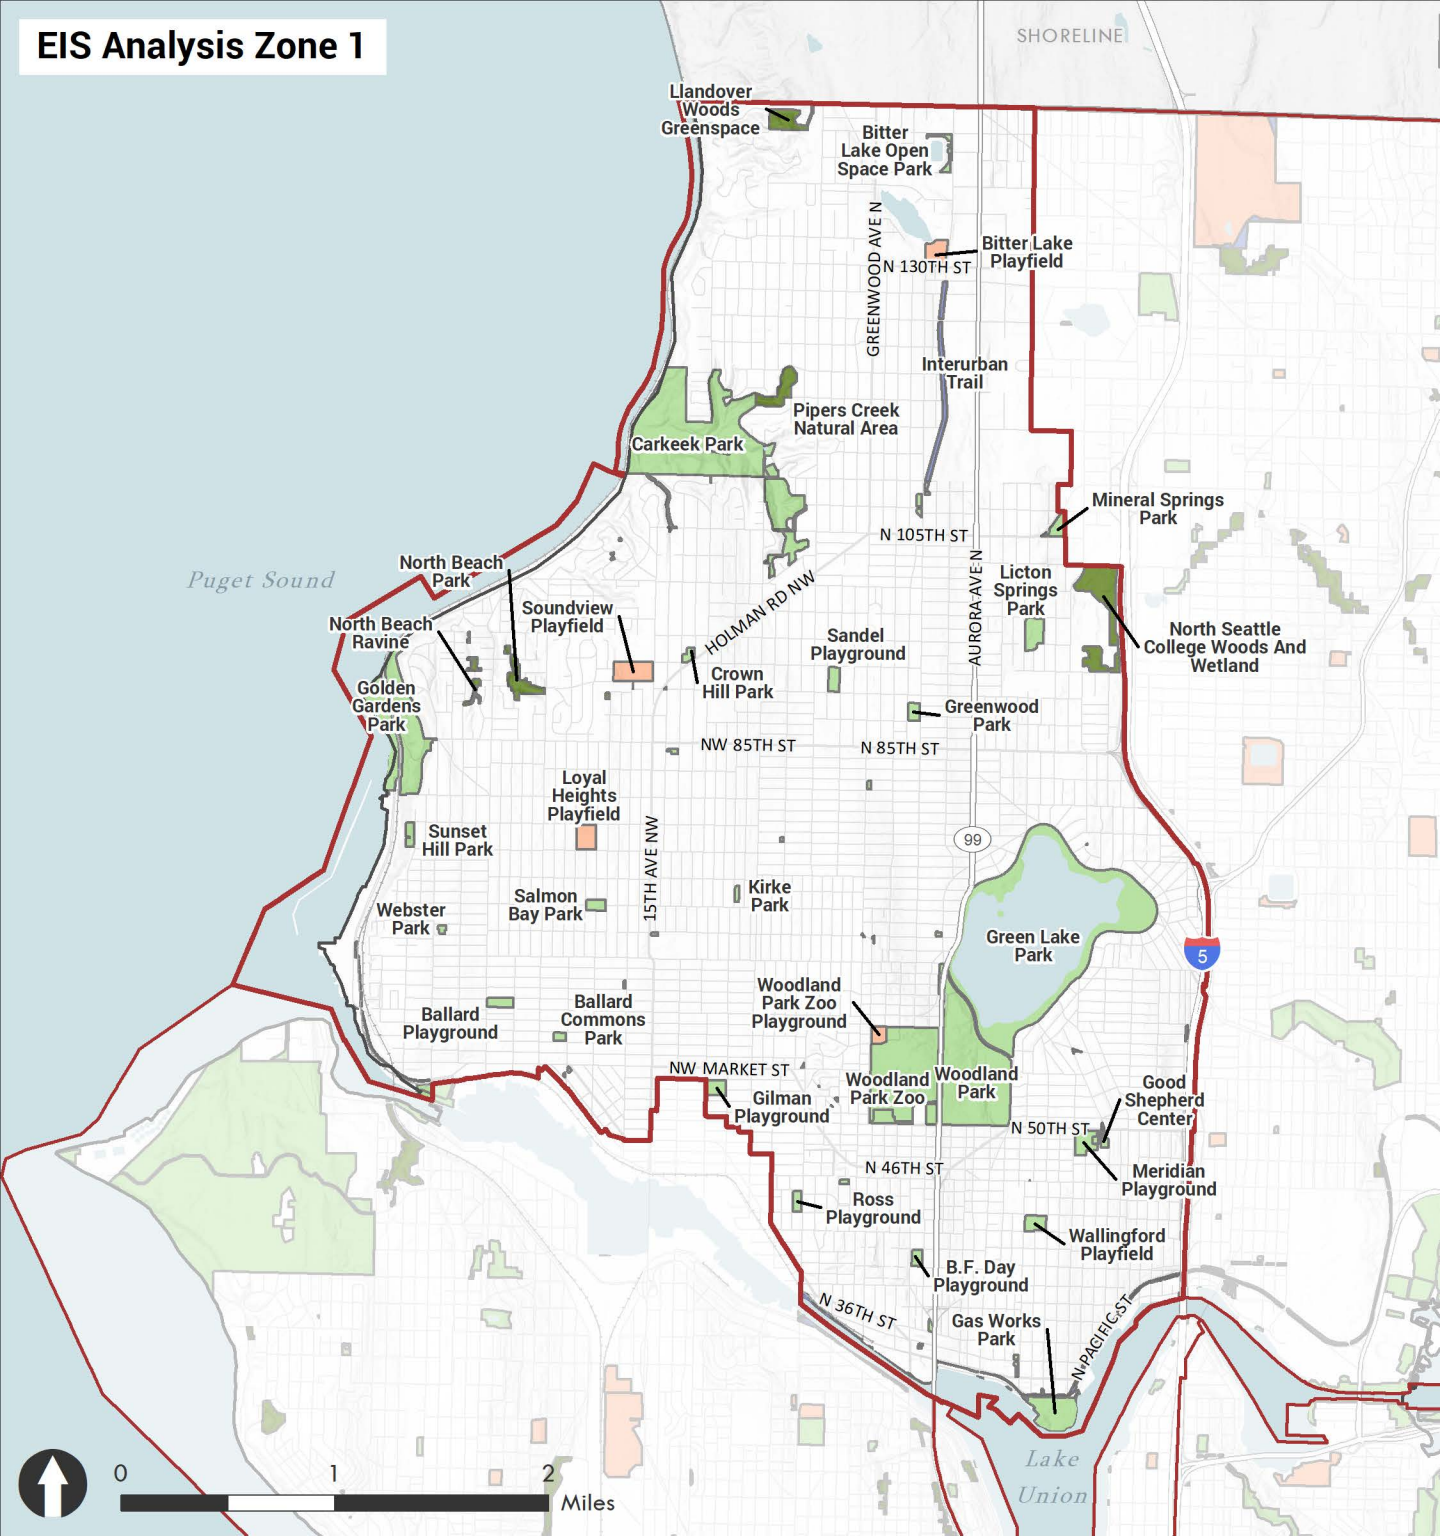 EIS Analysis Zone 1
SHORELINE
Llandover
Woods
Greenspace
Bitter
Lake Open
Space Park
GREENWOOD AVE N
Bitter Lake
Playfield
N 130TH ST
Interurban
Trail
Pipers Creek
Natural Area
Carkeek Park
Mineral Springs
Park
N 105TH ST
AURORA AVE N
North Beach
Park
Puget Sound
Licton
Springs
Park
HOLMAN RD NW
Soundview
Playfield
North Beach
Ravine
Sandel
Playground
North Seattle
College Woods And
Wetland
Crown
Hill Park
Golden
Gardens
Park
Greenwood
Park
NW 85TH ST
N 85TH ST
Loyal
Heights
Playfield
Sunset
Hill Park
15TH AVE NW
99
Kirke
Park
Salmon
Bay Park
Webster
Park
Green Lake
Park
5
Woodland
Park Zoo
Playground
Ballard
Playground
Ballard
Commons
Park
NW MARKET ST
Woodland
Park Zoo
Woodland
Park
Good
Shepherd
Center
Gilman
Playground
N 50TH ST
N 46TH ST
Meridian
Playground
Ross
Playground
Wallingford
Playfield
B.F. Day
Playground
N 36TH ST
Gas Works
Park
N PACIFIC ST
Lake
Union
0 1 2
Miles